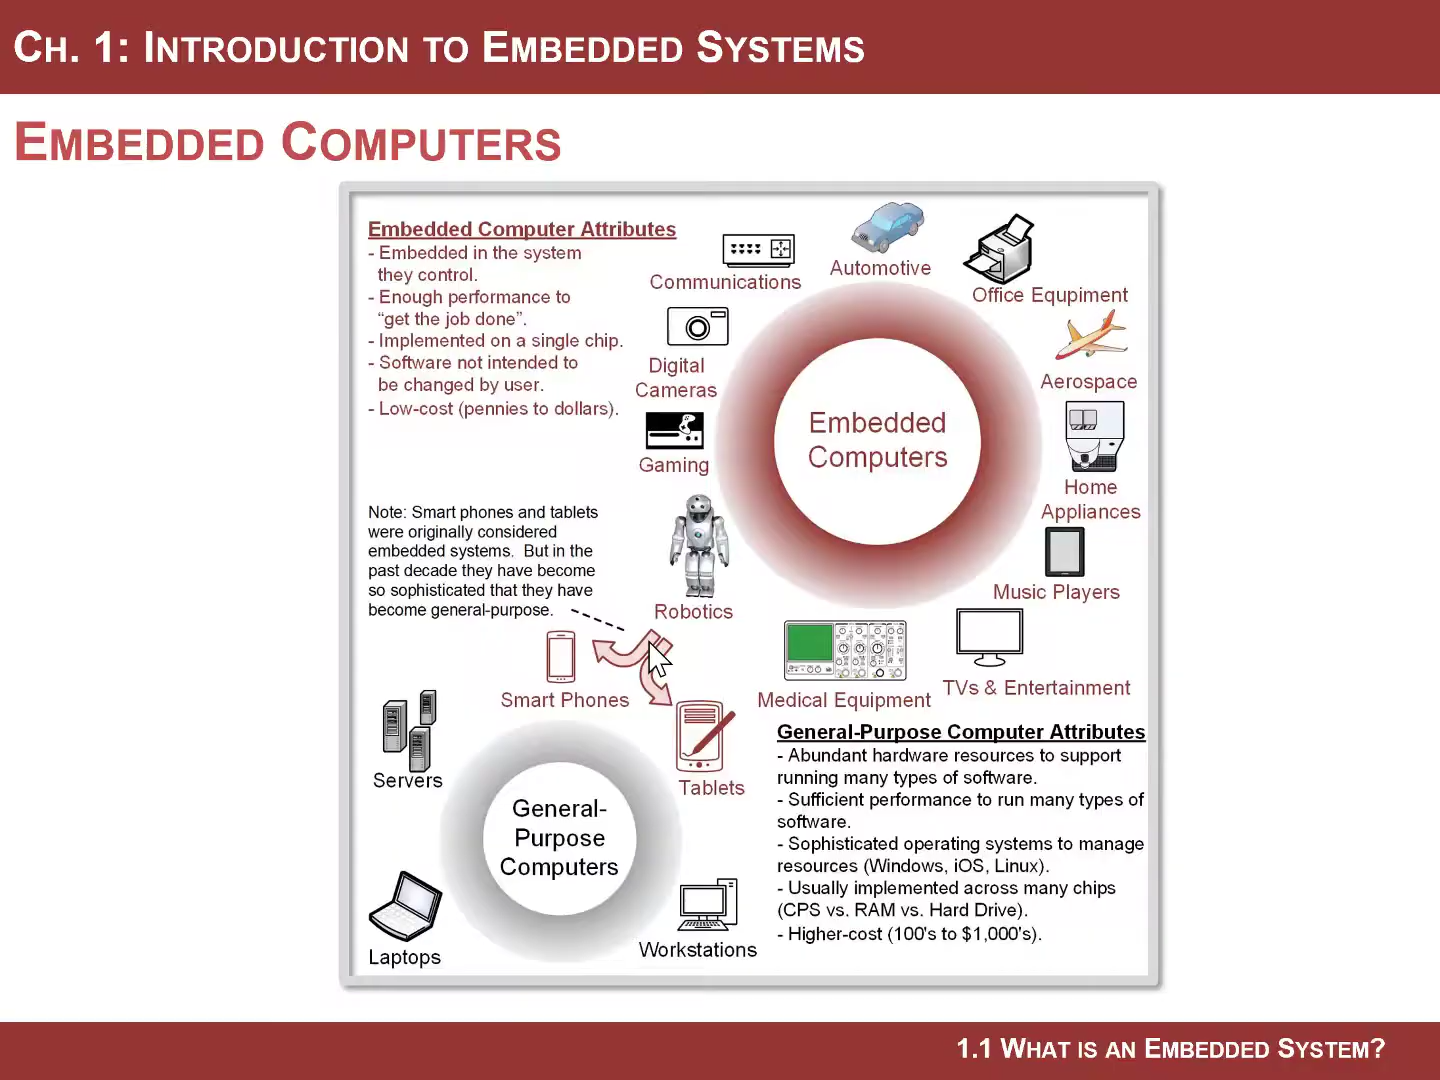 CH. 1: INTRODUCTION TO EMBEDDED SYSTEMS
EMBEDDED COMPUTERS
Embedded Computer Attributes
- Embedded in the system
they control.
- Enough performance to
“get the job done”.
- Implemented on a single chip.
- Software not intended to
be changed by user.
- Low-cost (pennies to dollars).
Communications
Automotive
Office Equpiment
Digital
Cameras
Aerospace
Gaming
Embedded
Computers
Home
Appliances
Note: Smart phones and tablets
were originally considered
embedded systems.  But in the
past decade they have become
so sophisticated that they have
become general-purpose.
Robotics
Music Players
Smart Phones
Medical Equipment
TVs & Entertainment
Servers
Tablets
General-
Purpose
Computers
Laptops
Workstations
General-Purpose Computer Attributes
- Abundant hardware resources to support
running many types of software.
- Sufficient performance to run many types of
software.
- Sophisticated operating systems to manage
resources (Windows, iOS, Linux).
- Usually implemented across many chips
(CPS vs. RAM vs. Hard Drive).
- Higher-cost (100's to $1,000's).
1.1 WHAT IS AN EMBEDDED SYSTEM?